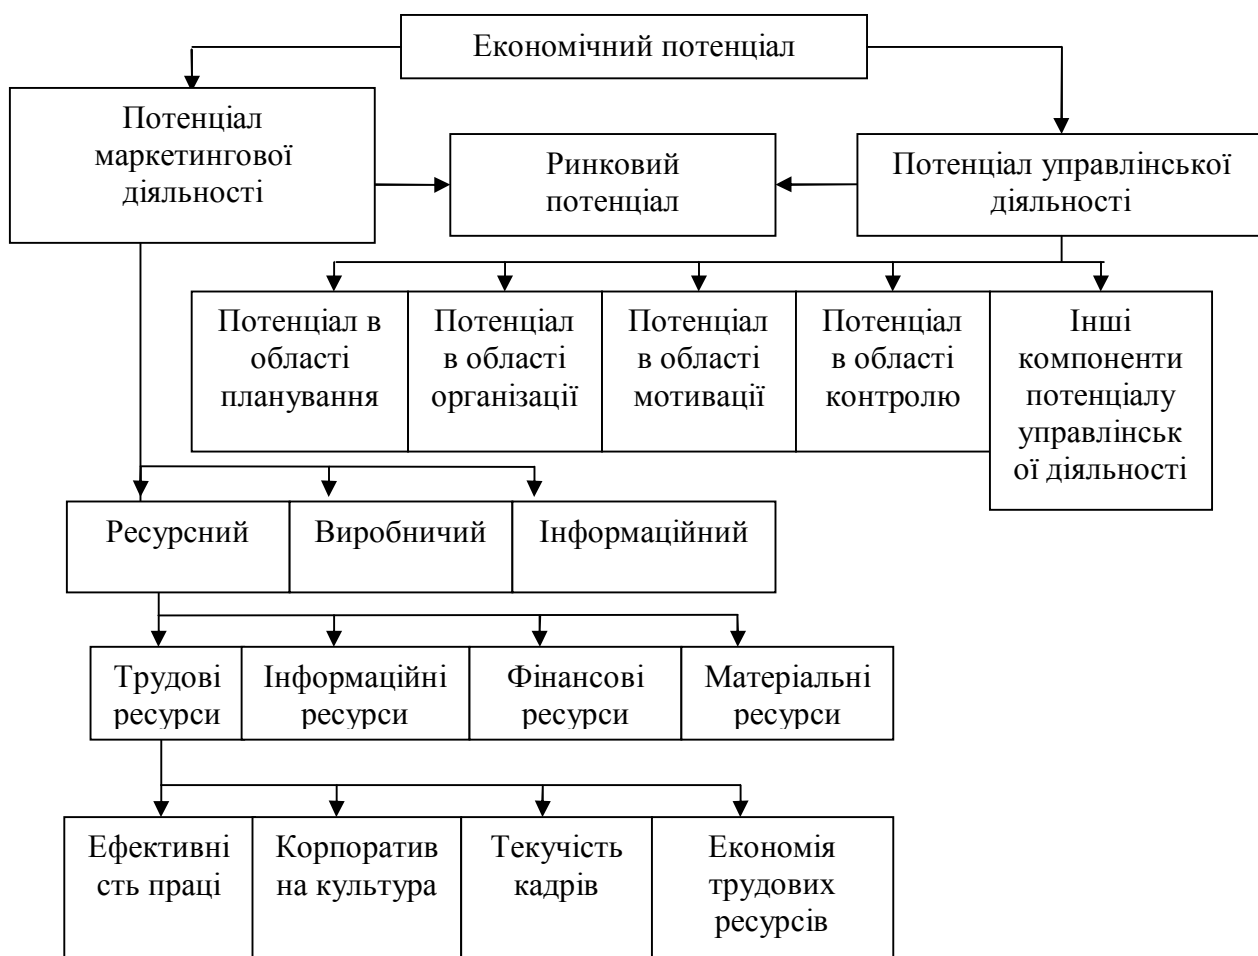 Економічний потенціал
Потенціал
маркетингової
діяльності
Ринковий
потенціал
Потенціал управлінської
діяльності
Потенціал в
області
планування
Потенціал
в області
організації
Потенціал
в області
мотивації
Потенціал
в області
контролю
Інші
компоненти
потенціалу
управлінськ
ої діяльності
Ресурсний
Виробничий
Інформаційний
Трудові
ресурси
Інформаційні
ресурси
Фінансові
ресурси
Матеріальні
ресурси
Ефективні
сть праці
Корпоратив
на культура
Текучість
кадрів
Економія
трудових
ресурсів